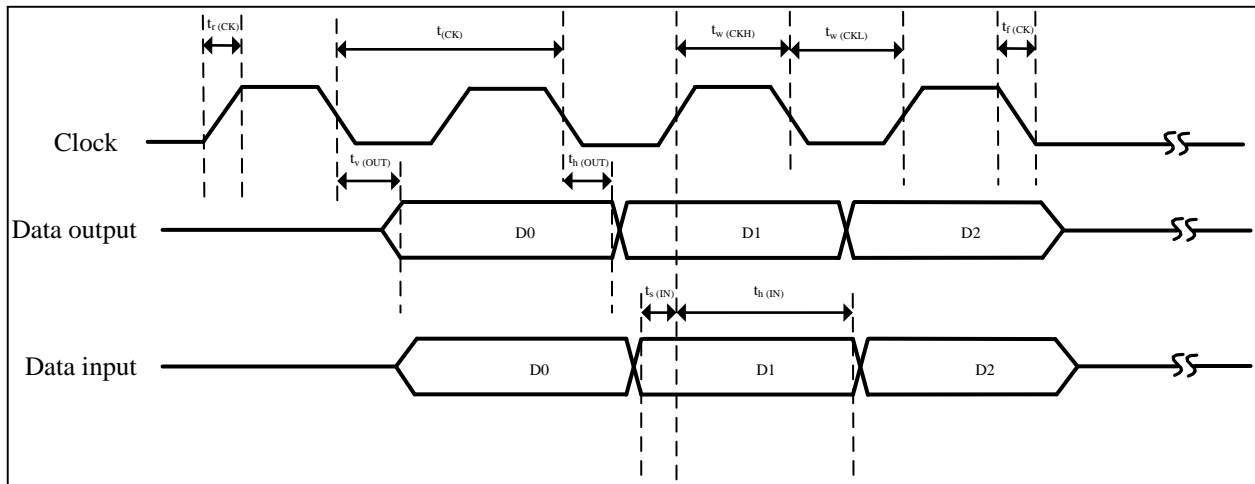 tr (CK)
t(CK)
tw (CKH)
tw (CKL)
tf (CK)
Clock
tv (OUT)
th (OUT)
Data output
D0
D1
D2
ts (IN)
th (IN)
Data input
D0
D1
D2